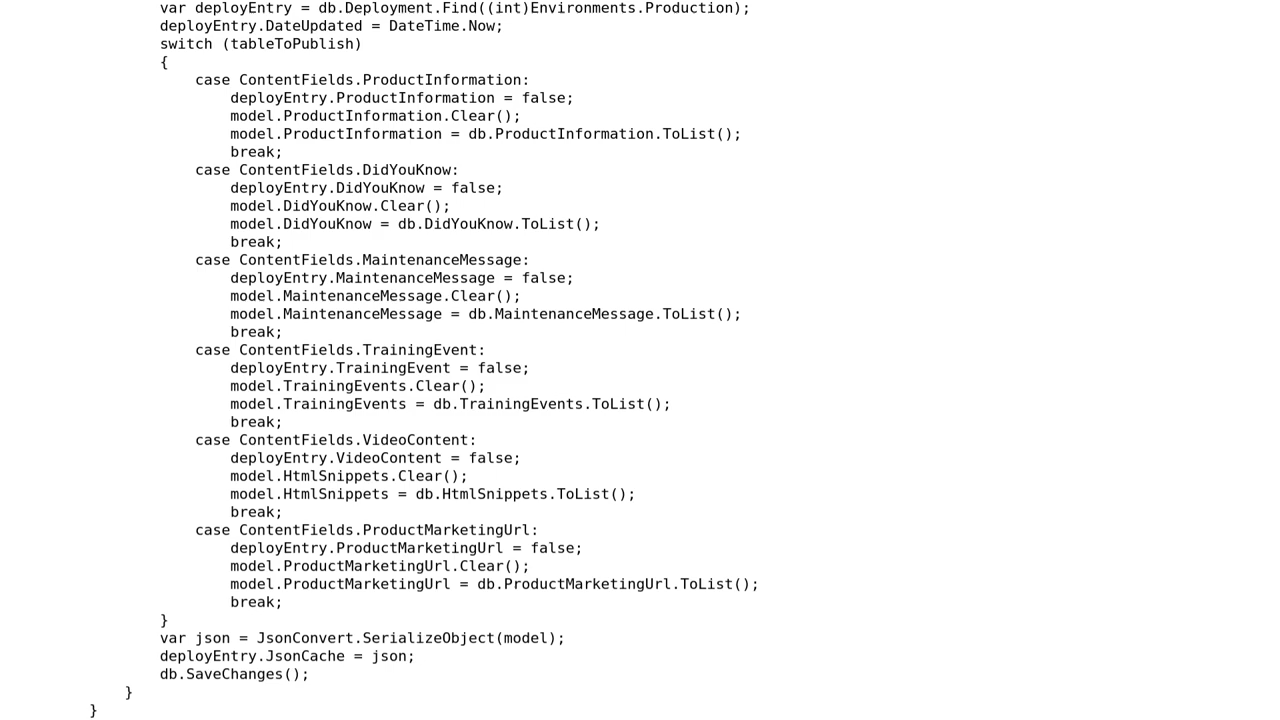 var deployEntry = db.Deployment.Find((int)Environments.Production);
deployEntry.DateUpdated = DateTime.Now;
switch (tableToPublish)
{
case ContentFields.ProductInformation:
deployEntry.ProductInformation = false;
model.ProductInformation.Clear();
model.ProductInformation = db.ProductInformation.ToList();
break;
case ContentFields.DidYouKnow:
deployEntry.DidYouKnow = false;
model.DidYouKnow.Clear();
model.DidYouKnow = db.DidYouKnow.ToList();
break;
case ContentFields.MaintenanceMessage:
deployEntry.MaintenanceMessage = false;
model.MaintenanceMessage.Clear();
model.MaintenanceMessage = db.MaintenanceMessage.ToList();
break;
case ContentFields.TrainingEvent:
deployEntry.TrainingEvent = false;
model.TrainingEvents.Clear();
model.TrainingEvents = db.TrainingEvents.ToList();
break;
case ContentFields.VideoContent:
deployEntry.VideoContent = false;
model.HtmlSnippets.Clear();
model.HtmlSnippets = db.HtmlSnippets.ToList();
break;
case ContentFields.ProductMarketingUrl:
deployEntry.ProductMarketingUrl = false;
model.ProductMarketingUrl.Clear();
model.ProductMarketingUrl = db.ProductMarketingUrl.ToList();
break;
}
var json = JsonConvert.SerializeObject(model);
deployEntry.JsonCache = json;
db.SaveChanges();
}
}